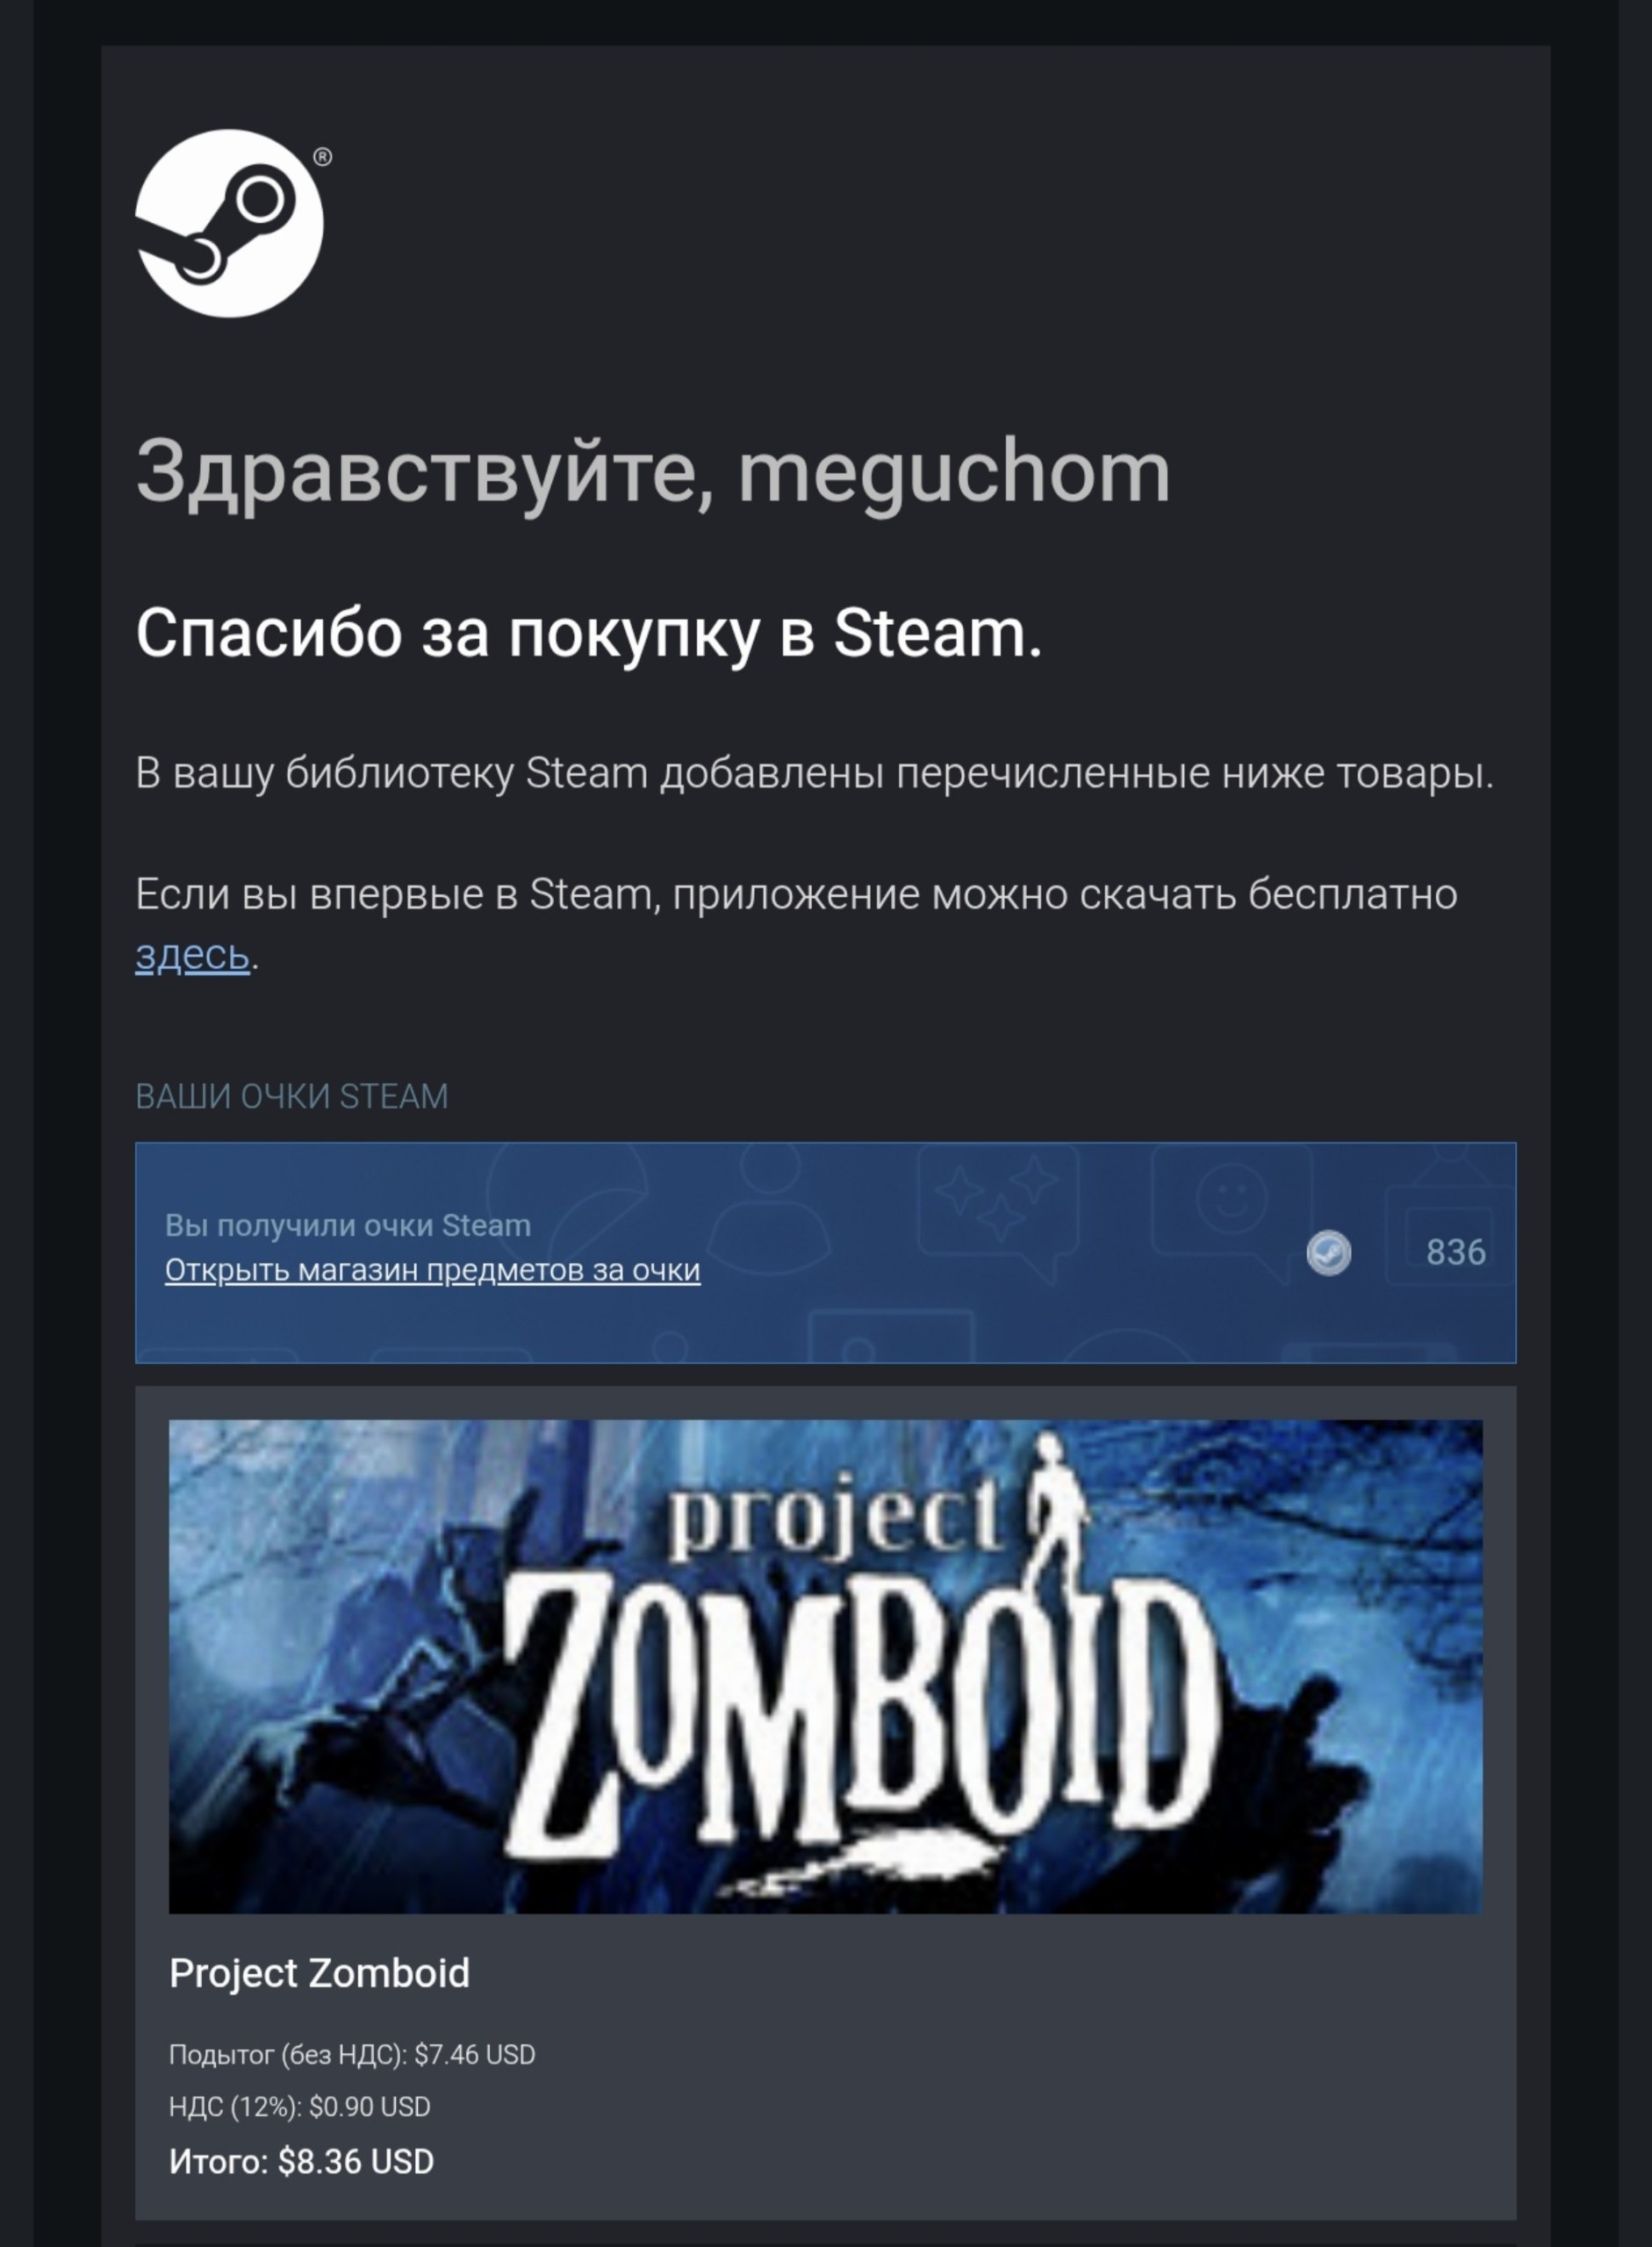 ®
Здравствуйте, meguchom
Спасибо за покупку в Steam.
В вашу библиотеку Steam добавлены перечисленные ниже товары.
Если вы впервые в Steam, приложение можно скачать бесплатно
здесь.
ВАШИ ОЧКИ STEAM
Вы получили очки Steam
Открыть магазин предметов за очки
836
project
ZOMBOID
Project Zomboid
Подытог (без НДС): $7.46 USD
НДС (12%): $0.90 USD
Итого: $8.36 USD